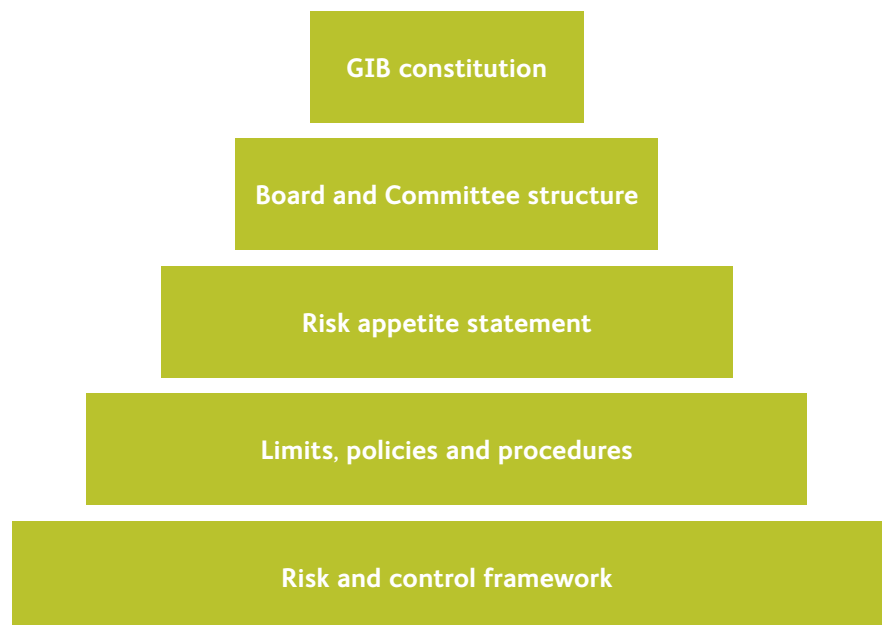 GIB constitution
Board and Committee structure
Risk appetite statement
Limits, policies and procedures
Risk and control framework